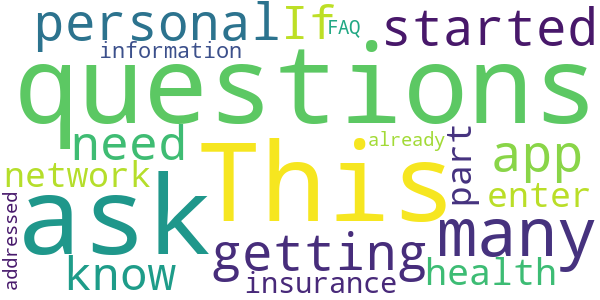 personal If started
FAQ
information
questions
need This already part app
network enter
addressed ask getting many
know insurance health